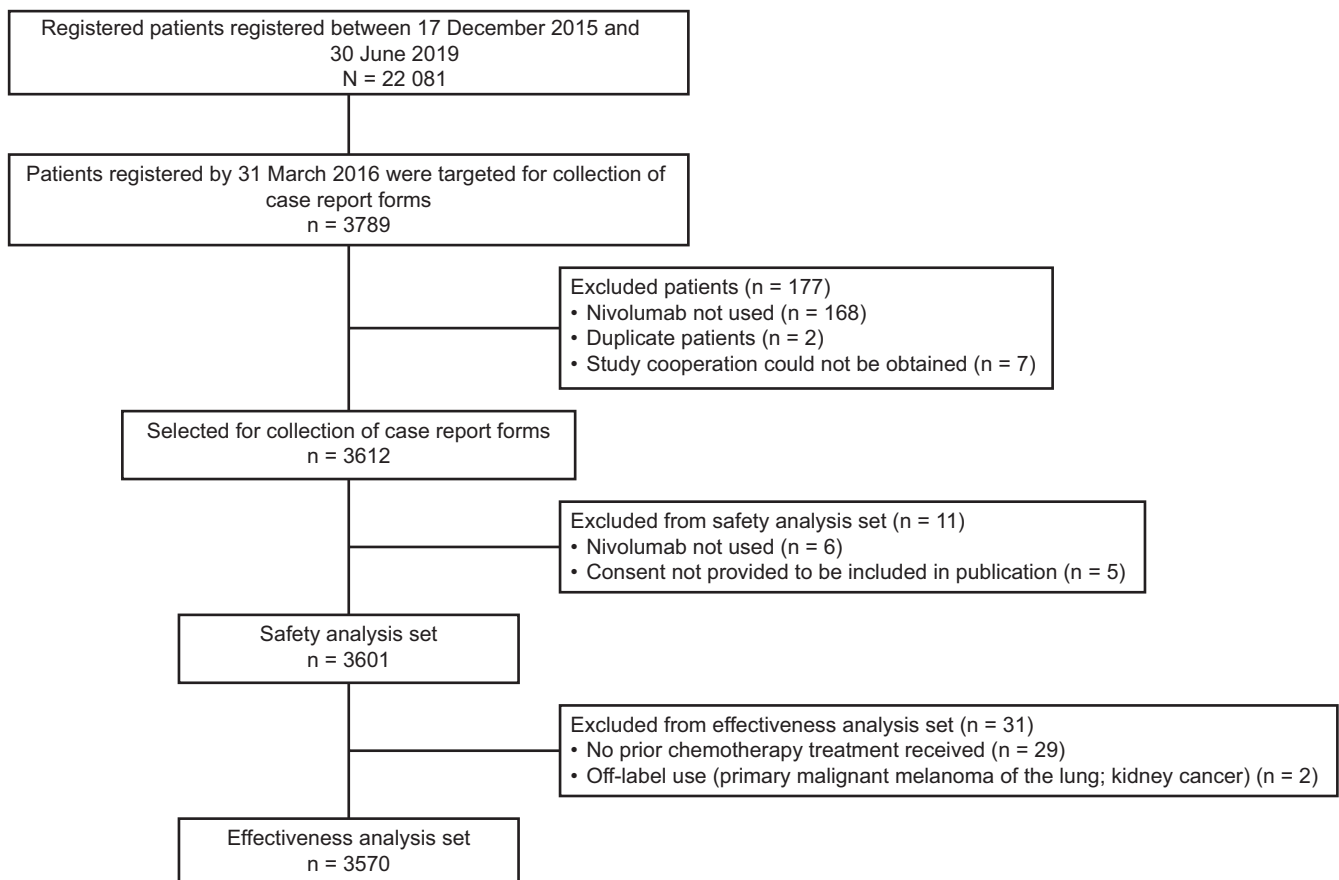 Registered patients registered between 17 December 2015 and
30 June 2019
N = 22 081
Patients registered by 31 March 2016 were targeted for collection of
case report forms
n = 3789
Excluded patients (n = 177)
• Nivolumab not used (n = 168)
• Duplicate patients (n = 2)
• Study cooperation could not be obtained (n = 7)
Selected for collection of case report forms
n = 3612
Excluded from safety analysis set (n = 11)
• Nivolumab not used (n = 6)
• Consent not provided to be included in publication (n = 5)
Safety analysis set
n = 3601
Excluded from effectiveness analysis set (n = 31)
• No prior chemotherapy treatment received (n = 29)
• Off-label use (primary malignant melanoma of the lung; kidney cancer) (n = 2)
Effectiveness analysis set
n = 3570